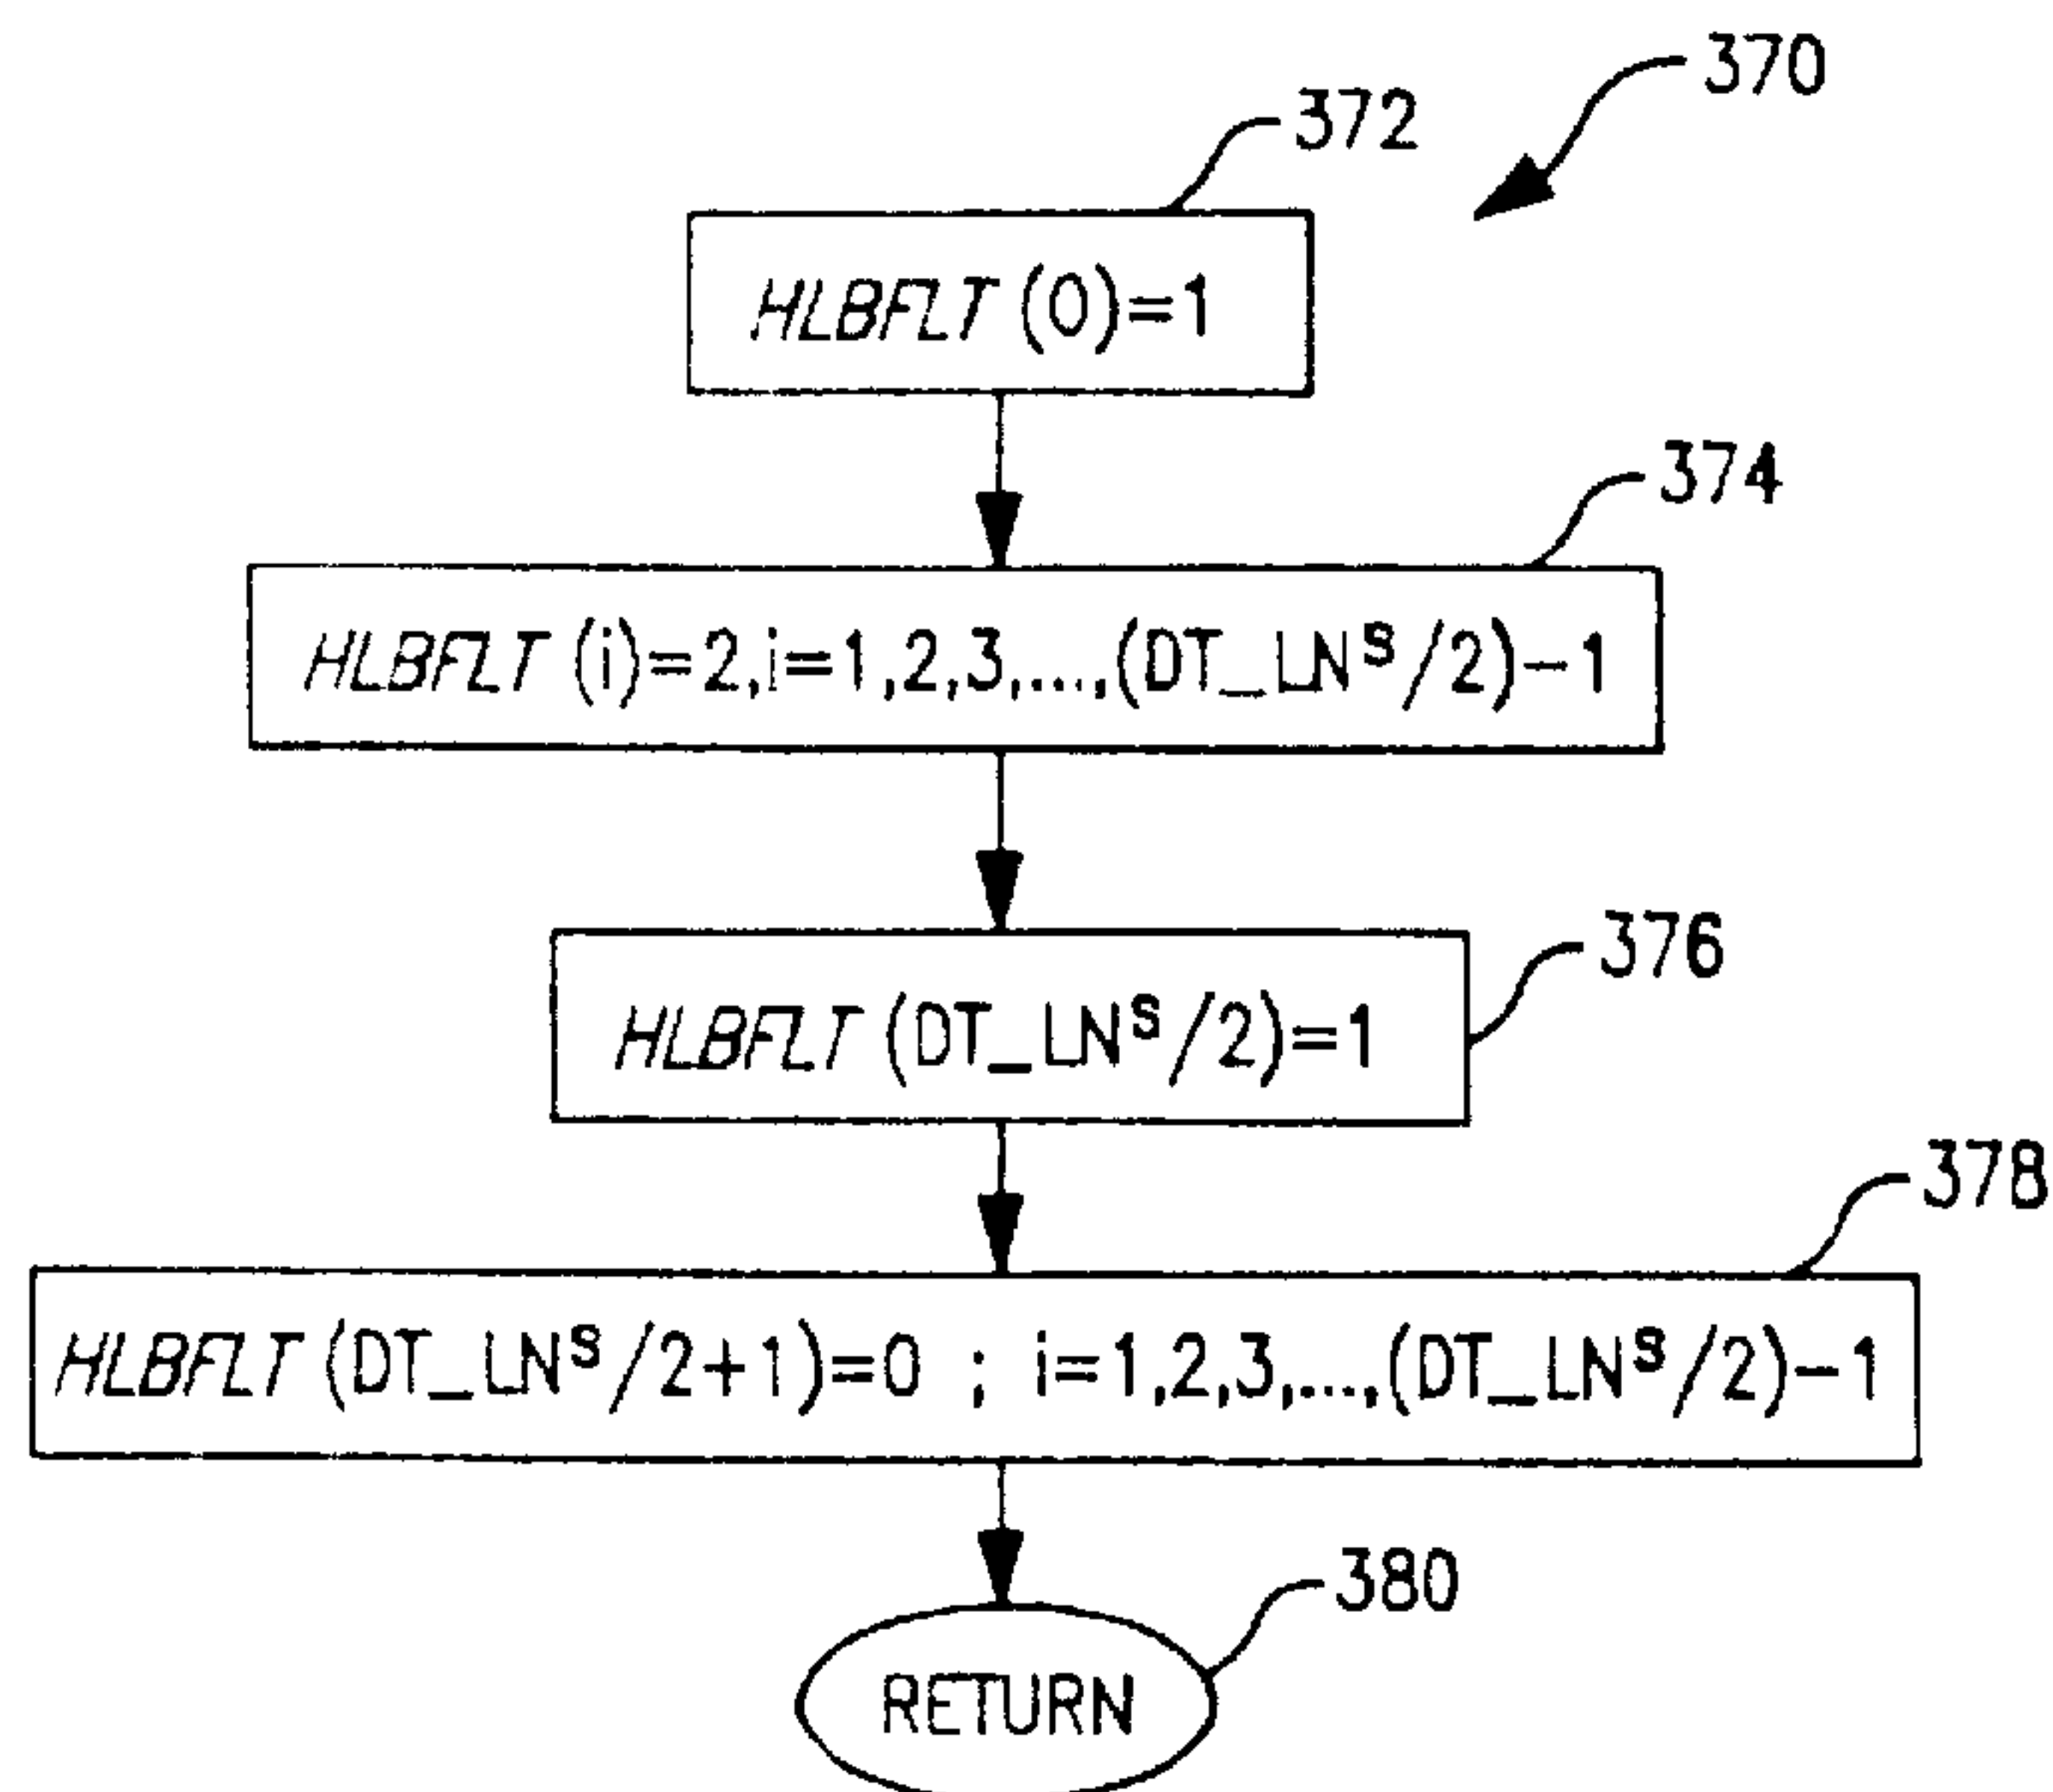 370
372
HLBFLT (0)=1
374
HLBFLT (i)=2,i=1,2,3,...,(DT_LNˢ/2)-1
376
HLBFLT (DT_LNˢ/2)=1
378
HLBFLT (DT_LNˢ/2+1)=0 ; i=1,2,3,...,(DT_LNˢ/2)-1
380
RETURN